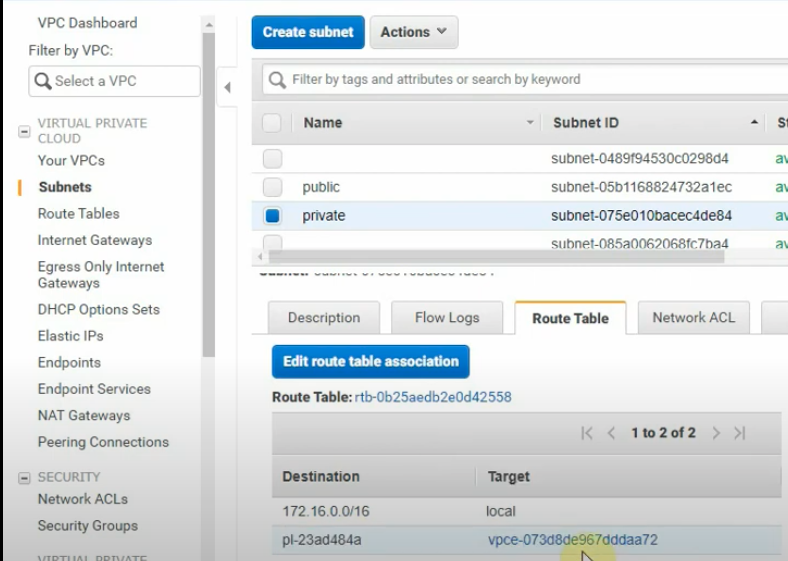 VPC Dashboard
Filter by VPC:
Select a VPC
VIRTUAL PRIVATE
CLOUD
Your VPCs
Subnets
Route Tables
Internet Gateways
Egress Only Internet
Gateways
DHCP Options Sets
Elastic IPs
Endpoints
Endpoint Services
NAT Gateways
Peering Connections
SECURITY
Network ACLs
Security Groups
VIRTUAL PRIVATE
Create subnet Actions
Filter by tags and attributes or search by keyword
Name Subnet ID St
subnet-0489f94530c0298d4 av
public subnet-05b1168824732a1ec av
private subnet-075e010bacec4de84 av
subnet-085a0062068fc7ba4 av
Description Flow Logs Route Table Network ACL
Edit route table association
Route Table: rtb-0b25aedb2e0d42558
1 to 2 of 2
Destination Target
172.16.0.0/16 local
pl-23ad484a vpce-073d8de967dddaa72